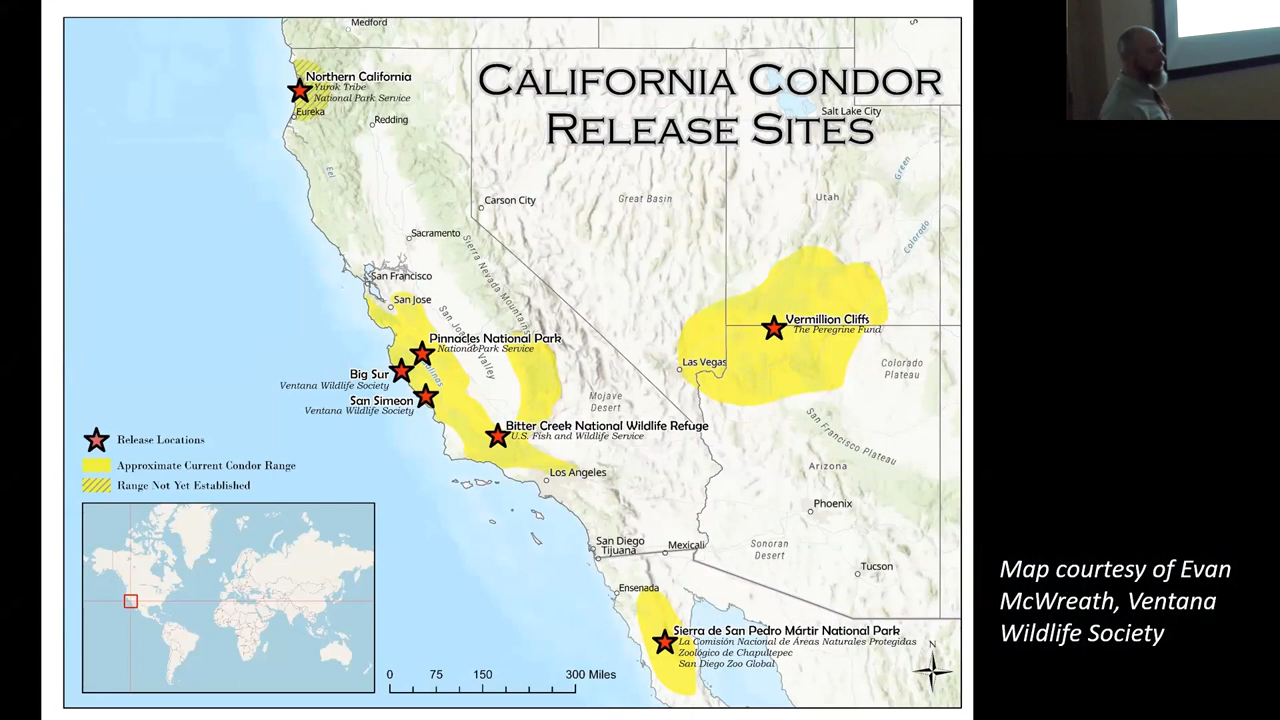 Medford
CALIFORNIA CONDOR
RELEASE SITES
Northern California
Yurok Tribe
National Park Service
Eureka
Redding
Eel
Salt Lake City
Green
Great Basin
Utah
Carson City
Colorado
Sacramento
Sierra Nevada Mountains
San Francisco
San Jose
San Joaquin Valley
Vermillion Cliffs
The Peregrine Fund
Pinnacles National Park
National Park Service
Las Vegas
Colorado
Plateau
Big Sur
Ventana Wildlife Society
San Simeon
Ventana Wildlife Society
Mojave
Desert
San Francisco Plateau
Bitter Creek National Wildlife Refuge
U.S. Fish and Wildlife Service
Release Locations
Approximate Current Condor Range
Range Not Yet Established
Los Angeles
Arizona
Phoenix
San Diego
Tijuana
Mexicali
Sonoran
Desert
Tucson
Ensenada
Sierra de San Pedro Mártir National Park
La Comisión Nacional de Áreas Naturales Protegidas
Zoológico de Chapultepec
San Diego Zoo Global
N
0 75 150 300 Miles
Map courtesy of Evan
McWreath, Ventana
Wildlife Society